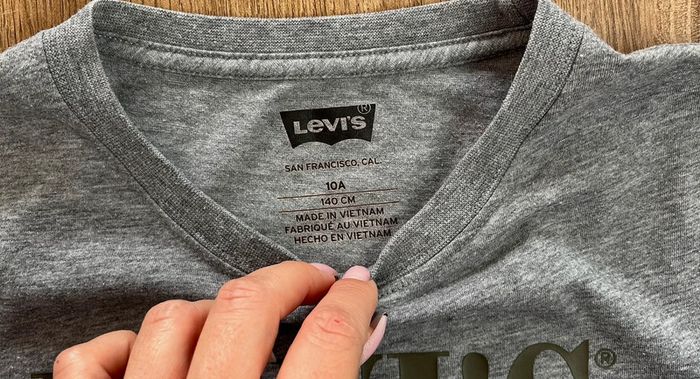 Levi's ®
SAN FRANCISCO, CAL.
10A
140 CM
MADE IN VIETNAM
FABRIQUÉ AU VIETNAM
HECHO EN VIETNAM
®